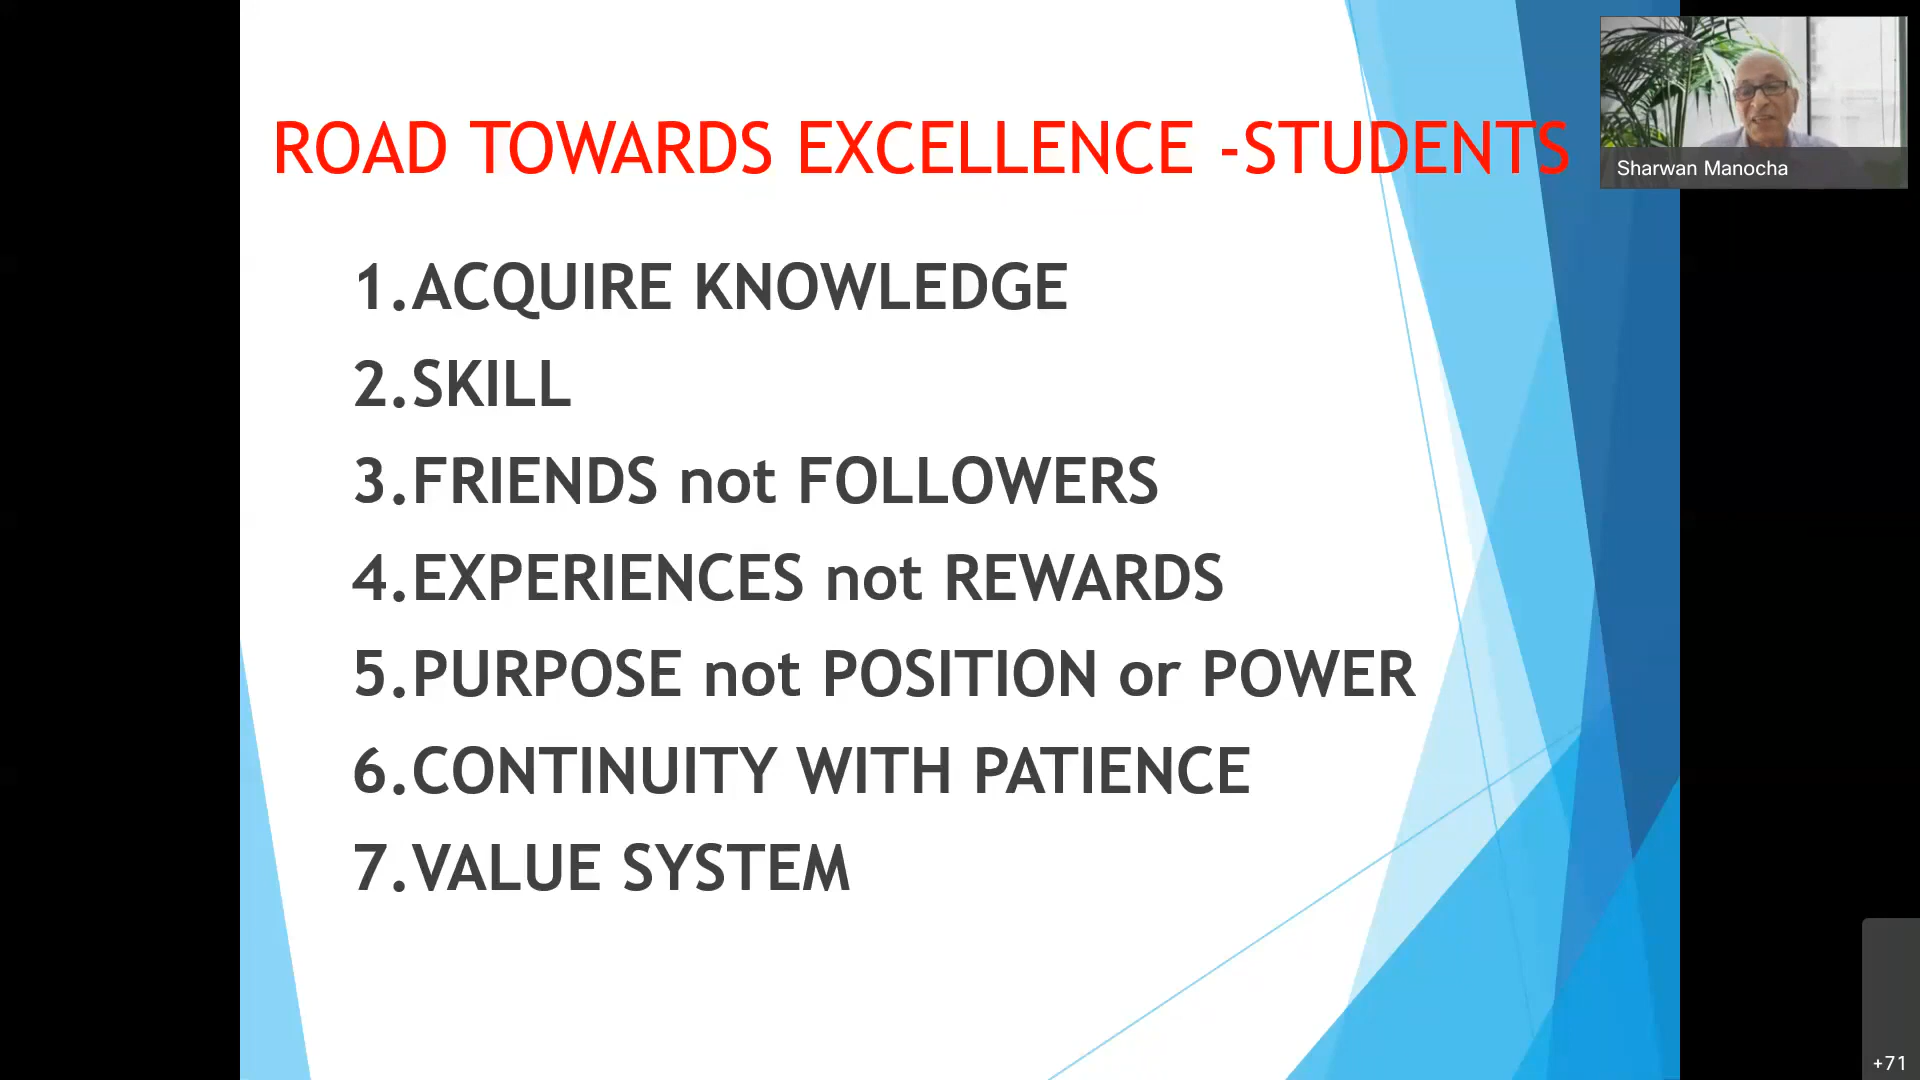 ROAD TOWARDS EXCELLENCE -STUDENTS
Sharwan Manocha
1.ACQUIRE KNOWLEDGE
2.SKILL
3.FRIENDS not FOLLOWERS
4.EXPERIENCES not REWARDS
5.PURPOSE not POSITION or POWER
6.CONTINUITY WITH PATIENCE
7.VALUE SYSTEM
+71